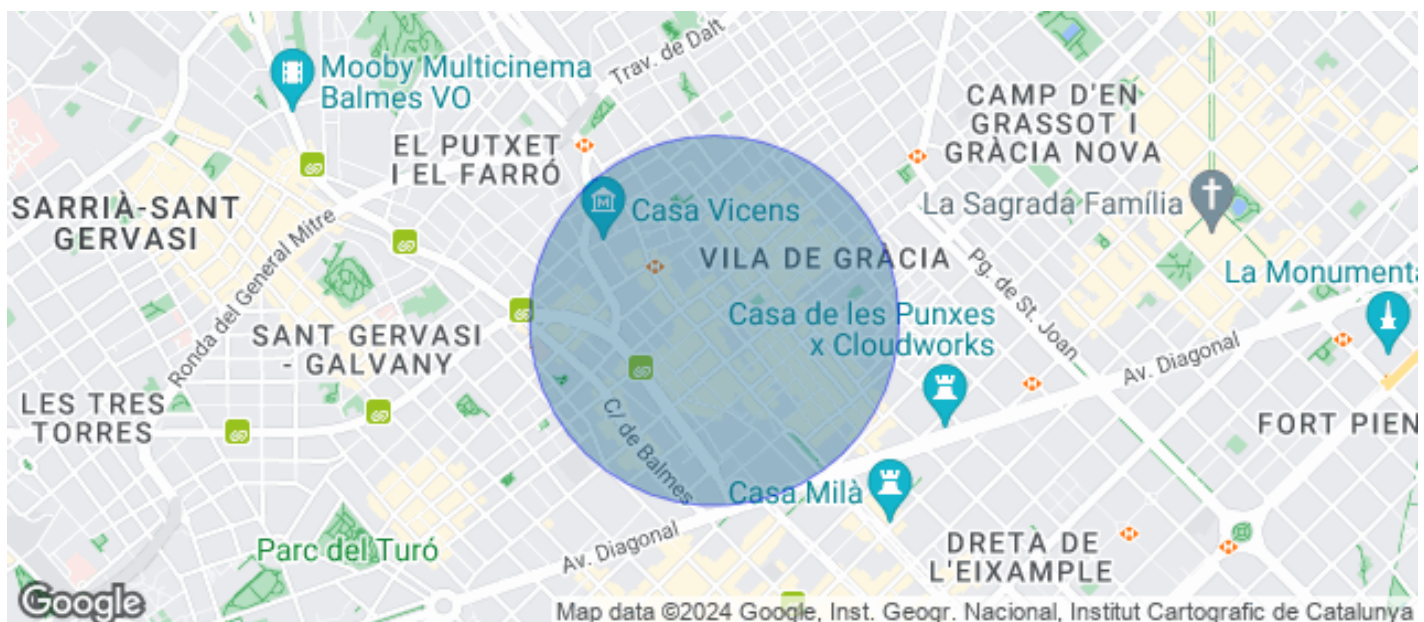 Mooby Multicinema
Balmes VO
Trav. de Dalt
CAMP D'EN
GRASSOT I
GRÀCIA NOVA
EL PUTXET
I EL FARRÓ
SARRIÀ-SANT
GERVASI
Casa Vicens
La Sagrada Família
VILA DE GRÀCIA
Ronda del General Mitre
Pg. de St. Joan
La Monumenta
SANT GERVASI
- GALVANY
Casa de les Punxes
x Cloudworks
Av. Diagonal
LES TRES
TORRES
C/ de Balmes
FORT PIEN
Casa Milà
Parc del Turó
Av. Diagonal
DRETA DE
L'EIXAMPLE
Google
Map data ©2024 Google, Inst. Geogr. Nacional, Institut Cartografic de Catalunya